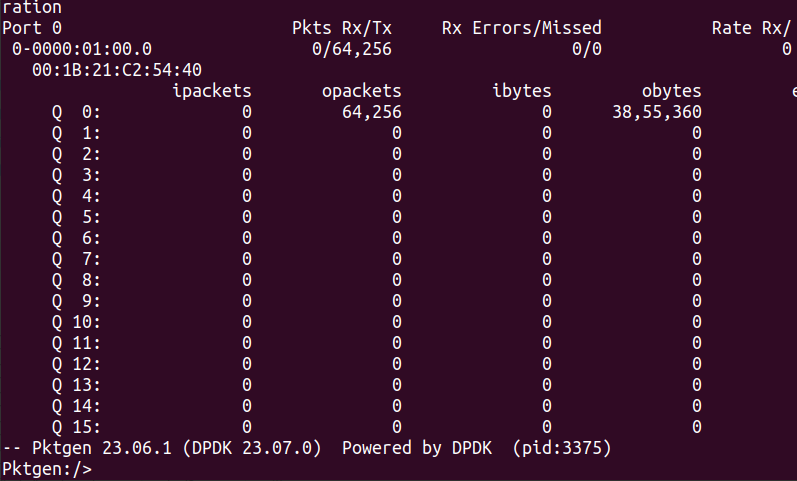 ration
Port 0 Pkts Rx/Tx Rx Errors/Missed Rate Rx/
0-0000:01:00.0 0/64,256 0/0 0
00:1B:21:C2:54:40
ipackets opackets ibytes obytes e
Q 0: 0 64,256 0 38,55,360
Q 1: 0 0 0 0
Q 2: 0 0 0 0
Q 3: 0 0 0 0
Q 4: 0 0 0 0
Q 5: 0 0 0 0
Q 6: 0 0 0 0
Q 7: 0 0 0 0
Q 8: 0 0 0 0
Q 9: 0 0 0 0
Q 10: 0 0 0 0
Q 11: 0 0 0 0
Q 12: 0 0 0 0
Q 13: 0 0 0 0
Q 14: 0 0 0 0
Q 15: 0 0 0 0
-- Pktgen 23.06.1 (DPDK 23.07.0) Powered by DPDK (pid:3375)
Pktgen:/>